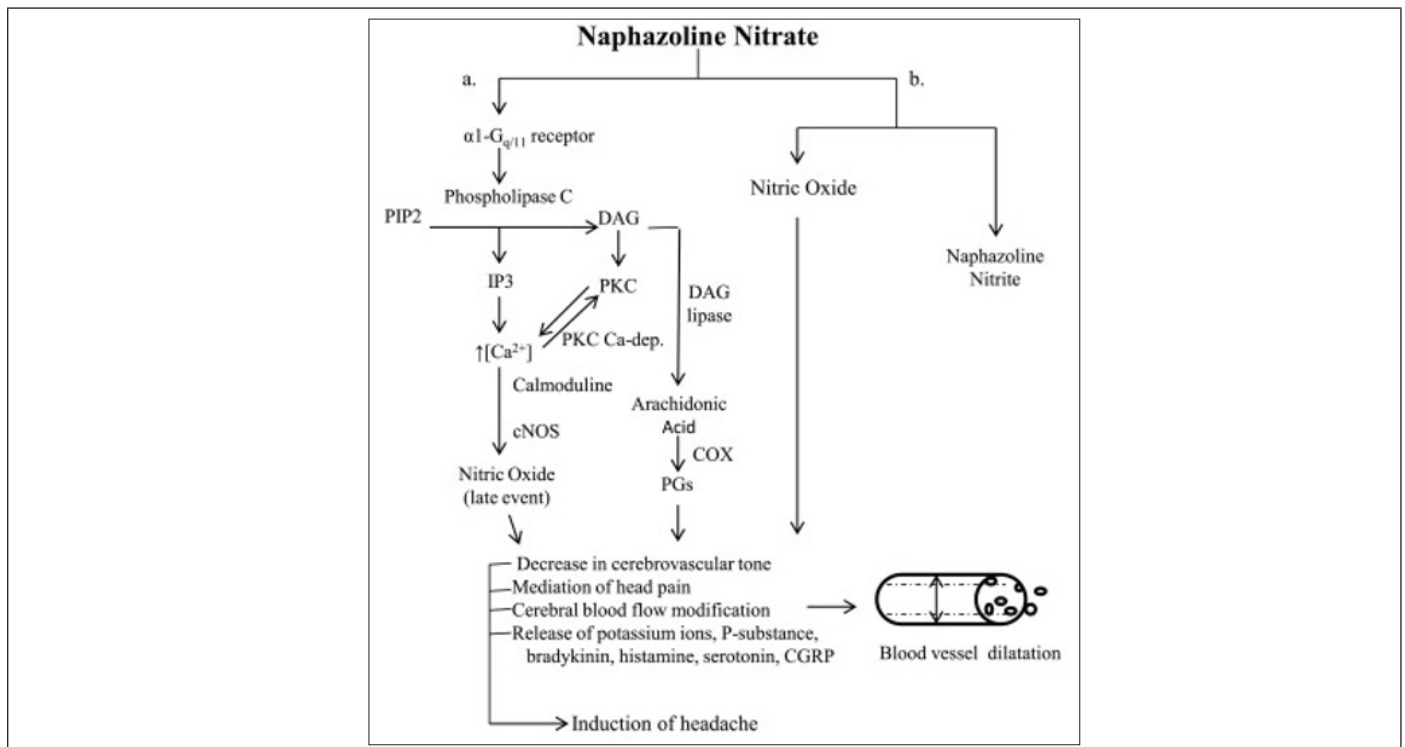 Naphazoline Nitrate
a.
b.
α1-Gq/11 receptor
Phospholipase C
PIP2
DAG
IP3
PKC
DAG
lipase
PKC Ca-dep.
↑[Ca²⁺]
Calmoduline
cNOS
Nitric Oxide
(late event)
Arachidonic
Acid
COX
PGs
Nitric Oxide
Naphazoline
Nitrite
Decrease in cerebrovascular tone
Mediation of head pain
Cerebral blood flow modification
Release of potassium ions, P-substance,
bradykinin, histamine, serotonin, CGRP
Blood vessel dilatation
Induction of headache